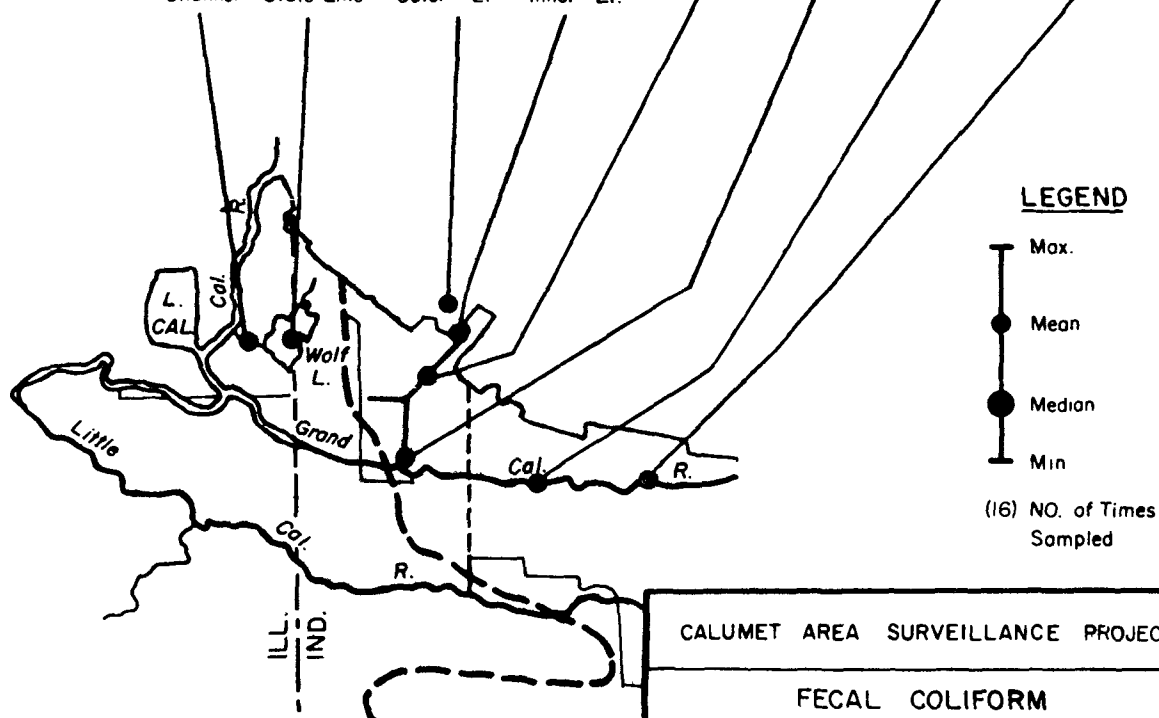 LEGEND
Max.
Mean
Median
Min
(16) NO. of Times
Sampled
R.
Cal.
L.
CAL
Wolf
L.
Grand
Cal.
R.
Little
Cal.
R.
ILL.
IND.
CALUMET AREA SURVEILLANCE PROJEC
FECAL COLIFORM